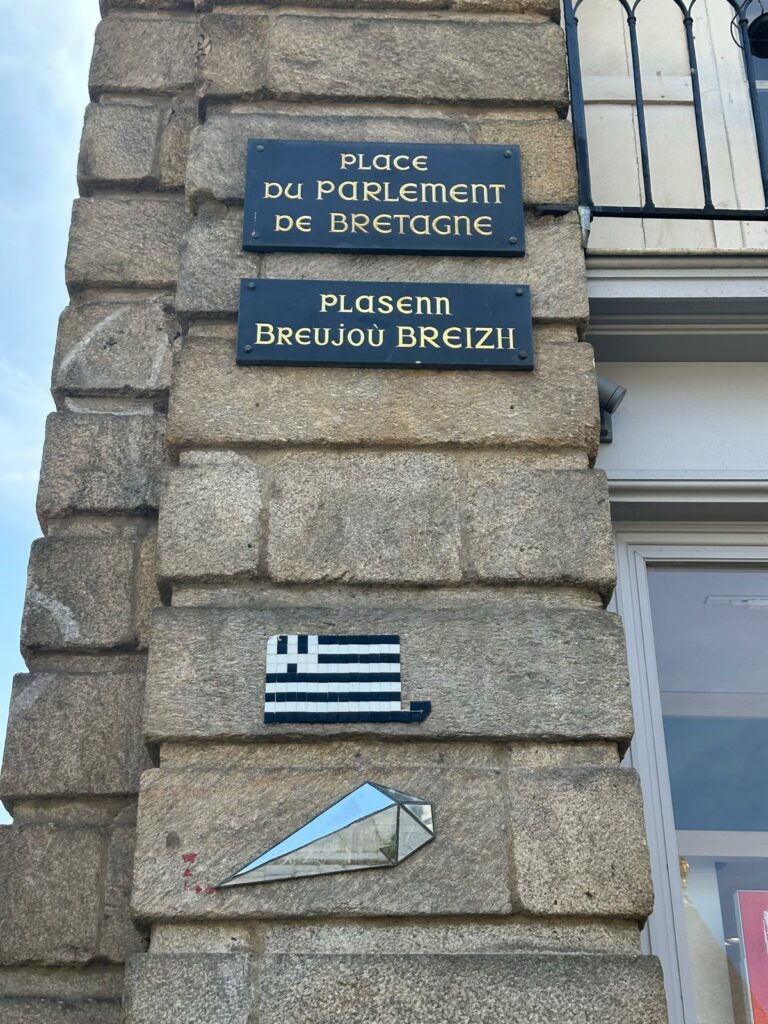 PLACE
DU PARLEMENT
DE BRETAGNE
PLASENN
BREUJOÙ BREIZH